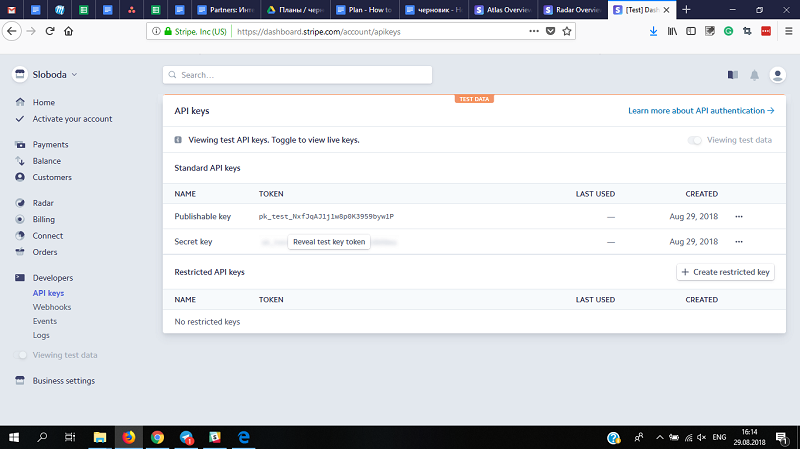 Partners: Инте
Планы / черн
Plan - How to
черновик - Н
Atlas Overview
Radar Overview
[Test] Dash
Stripe, Inc (US)
https://dashboard.stripe.com/account/apikeys
Sloboda
Search...
Home
Activate your account
Payments
Balance
Customers
Radar
Billing
Connect
Orders
Developers
API keys
Webhooks
Events
Logs
Viewing test data
Business settings
TEST DATA
API keys
Learn more about API authentication →
Viewing test API keys. Toggle to view live keys.
Viewing test data
Standard API keys
NAME TOKEN LAST USED CREATED
Publishable key pk_test_NxfJqAJ1j1w8p0K3959byw1P — Aug 29, 2018
Secret key Reveal test key token — Aug 29, 2018
Restricted API keys
+ Create restricted key
NAME TOKEN LAST USED CREATED
No restricted keys
ENG
16:14
29.08.2018